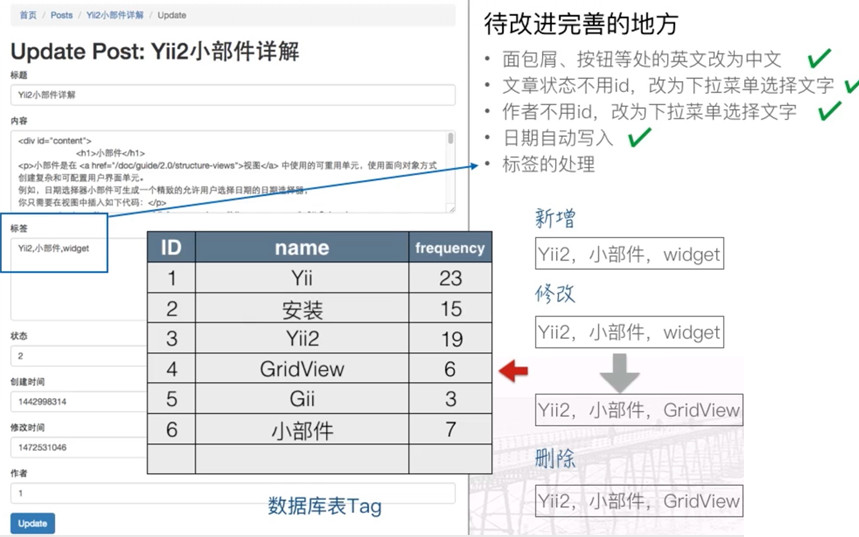 首页 / Posts / Yii2小部件详解 / Update
Update Post: Yii2小部件详解
标题
Yii2小部件详解
内容
<div id="content">
<h1>小部件</h1>
<p>小部件是在 <a href="/doc/guide/2.0/structure-views">视图</a> 中使用的可重用单元，使用面向对象方式
创建复杂和可配置用户界面单元。
例如，日期选择器小部件可生成一个精致的允许用户选择日期的日期选择器，
你只需要在视图中插入如下代码：</p>
标签
Yii2,小部件,widget
状态
2
创建时间
1442998314
修改时间
1472531046
作者
1
Update
ID name frequency
1 Yii 23
2 安装 15
3 Yii2 19
4 GridView 6
5 Gii 3
6 小部件 7
数据库表Tag
待改进完善的地方
• 面包屑、按钮等处的英文改为中文
• 文章状态不用id，改为下拉菜单选择文字
• 作者不用id，改为下拉菜单选择文字
• 日期自动写入
• 标签的处理
新增
Yii2，小部件，widget
修改
Yii2，小部件，widget
Yii2，小部件，GridView
删除
Yii2，小部件，GridView